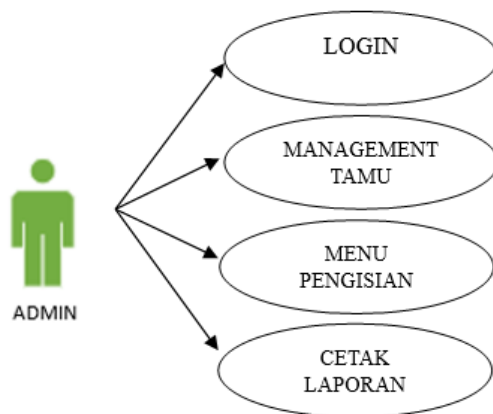 LOGIN
MANAGEMENT
TAMU
MENU
PENGISIAN
ADMIN
CETAK
LAPORAN